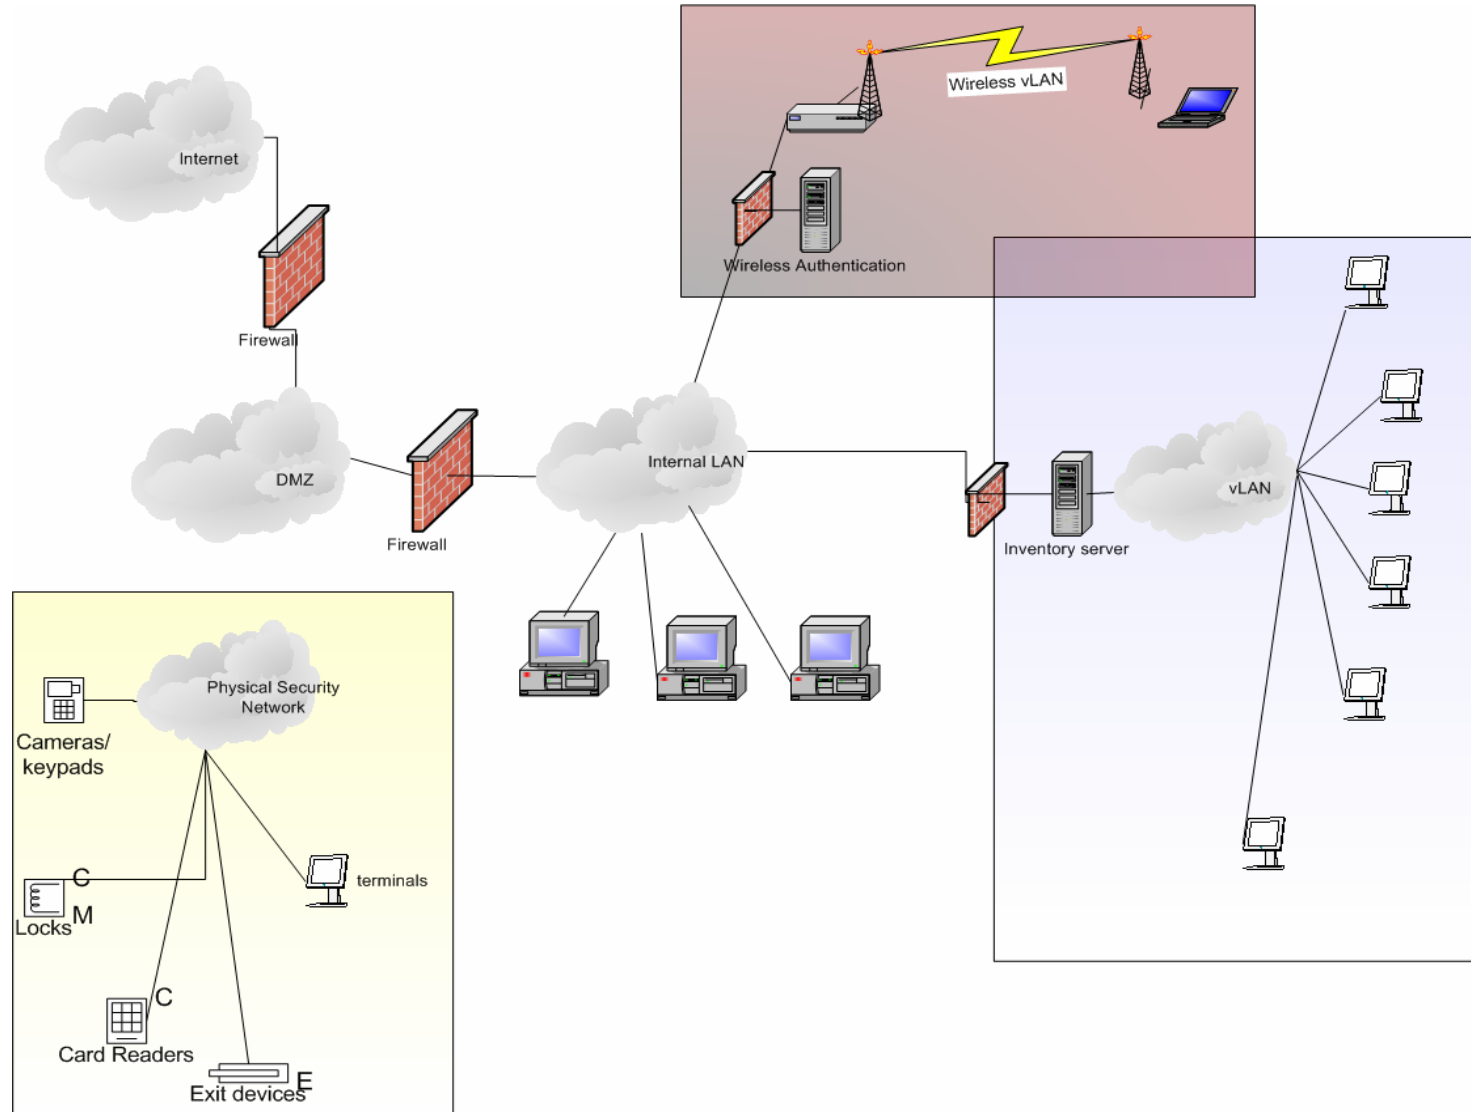 Wireless vLAN
Internet
Wireless Authentication
Firewall
Internal LAN
DMZ
vLAN
Firewall
Inventory server
Physical Security
Network
Cameras/
keypads
C
terminals
M
Locks
C
Card Readers
E
Exit devices